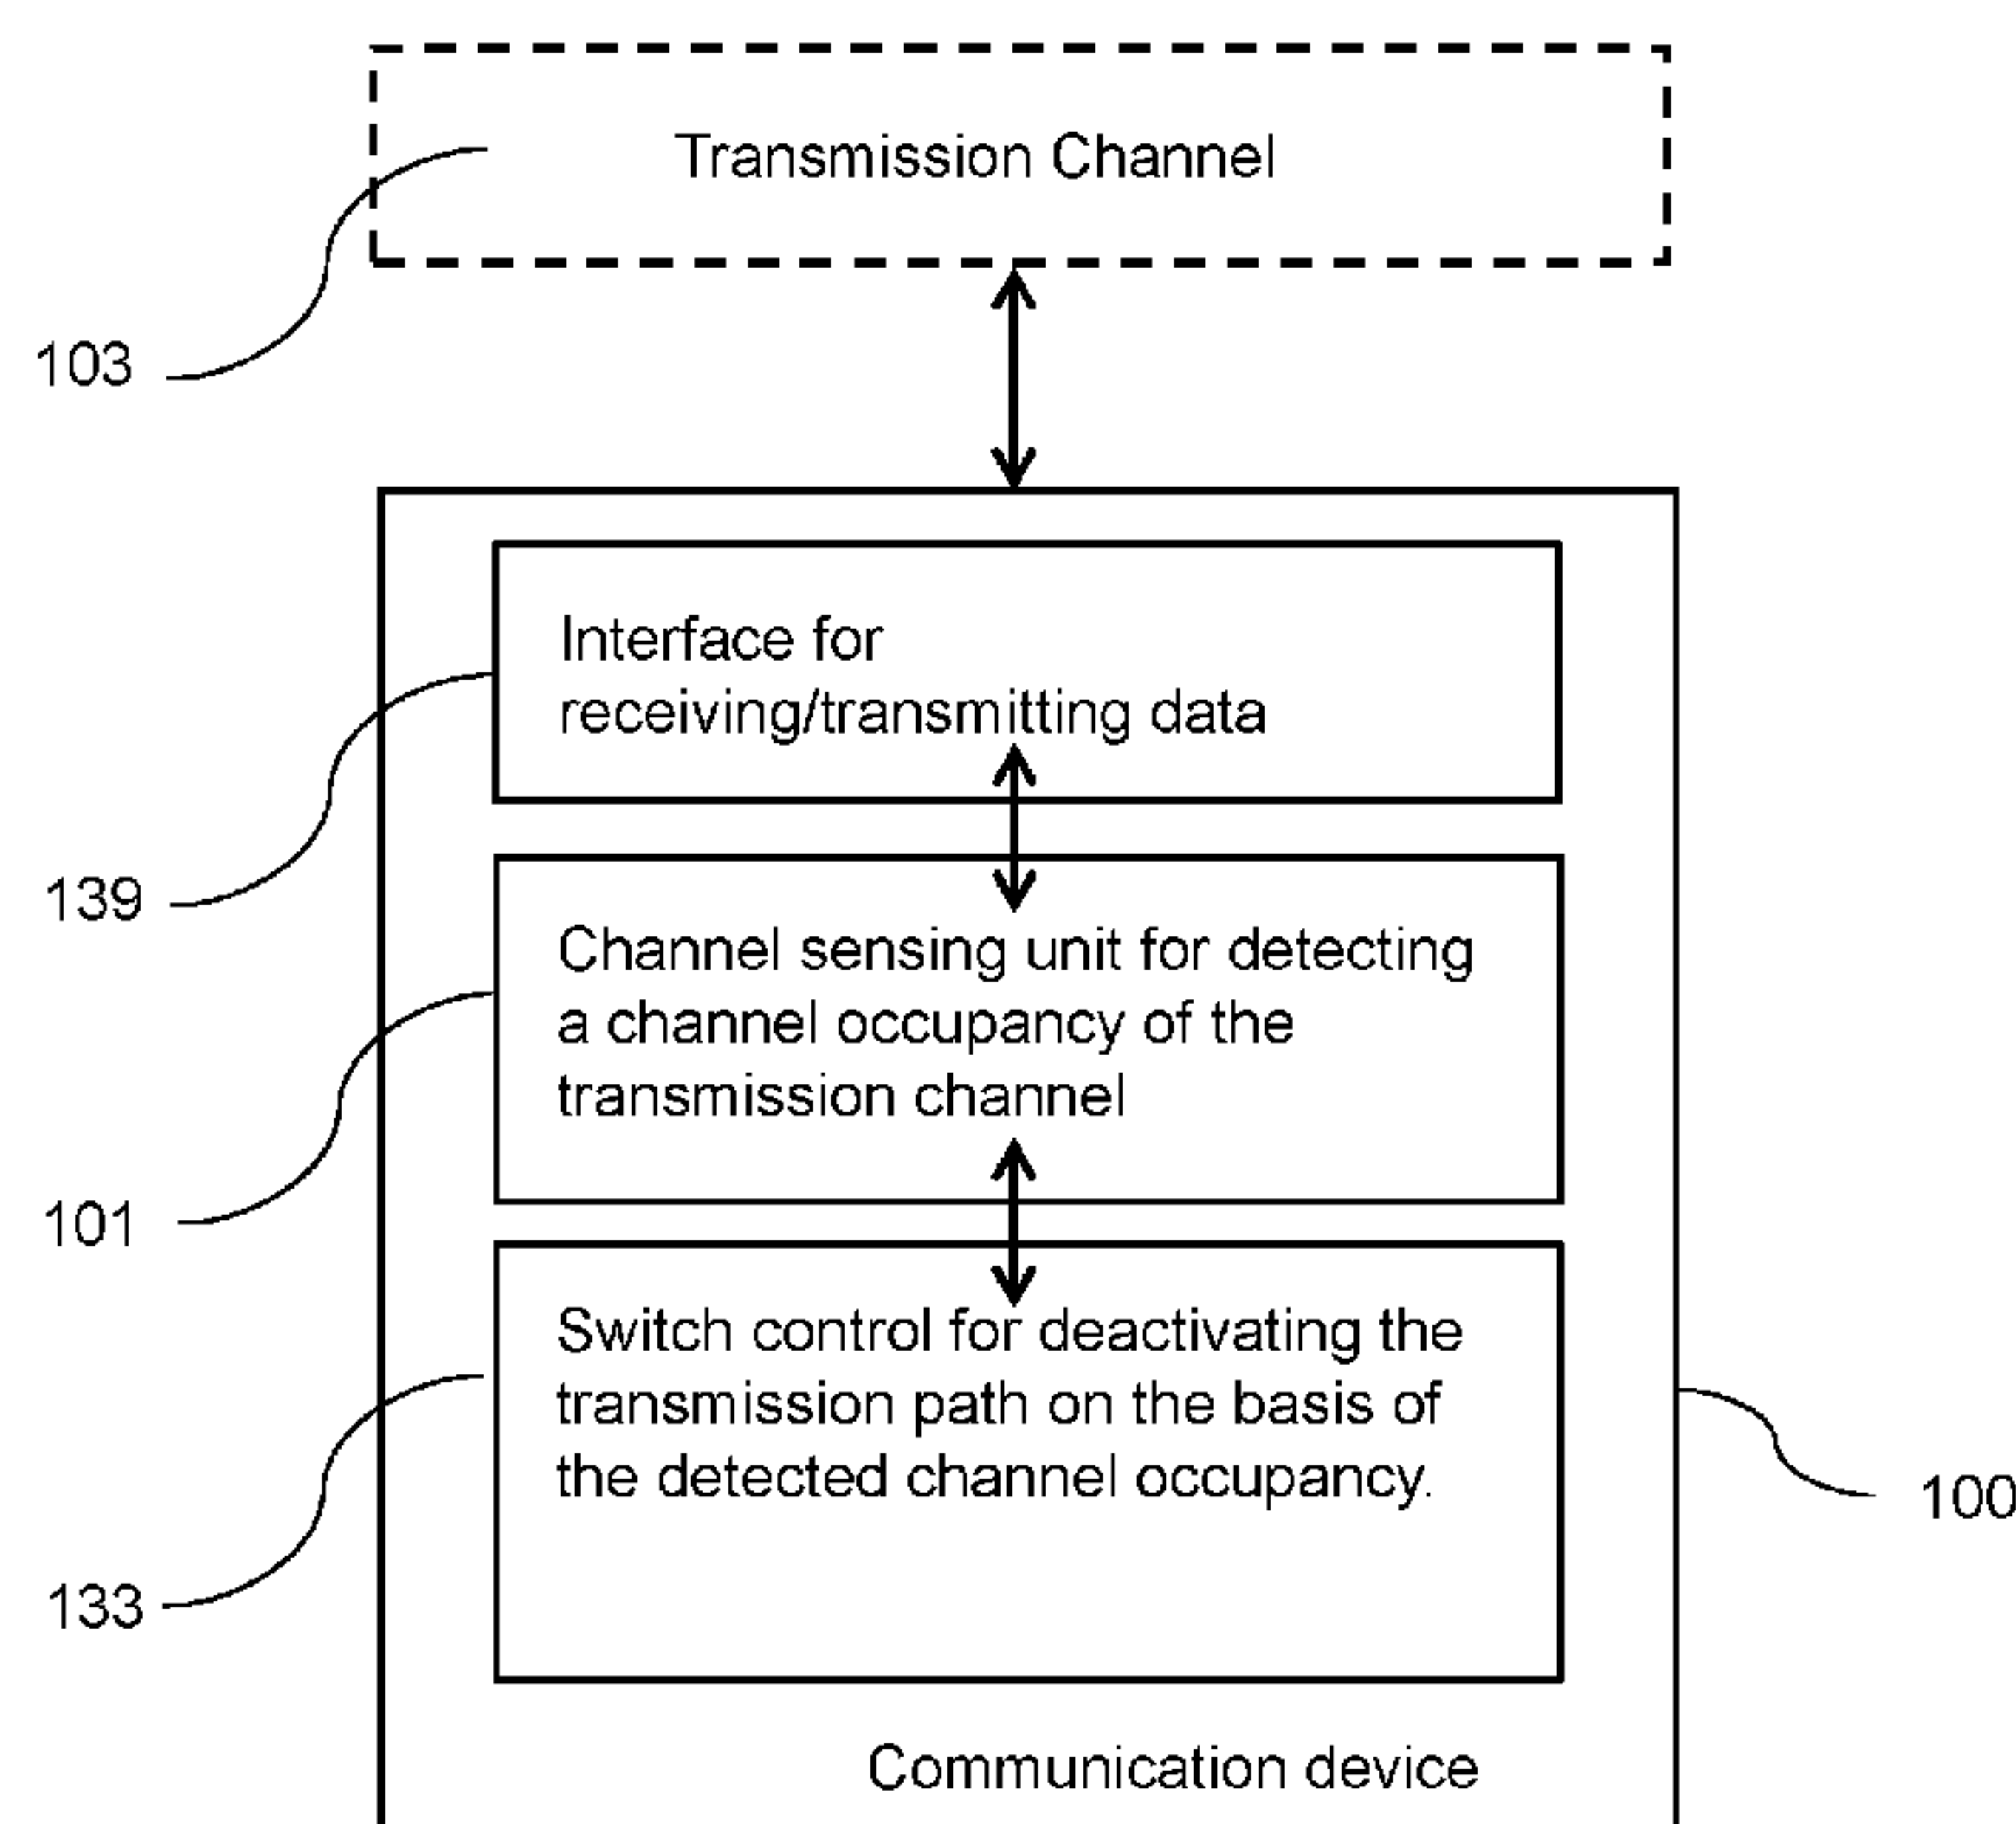 Transmission Channel
103
Interface for
receiving/transmitting data
139
Channel sensing unit for detecting
a channel occupancy of the
transmission channel
101
Switch control for deactivating the
transmission path on the basis of
the detected channel occupancy.
100
133
Communication device